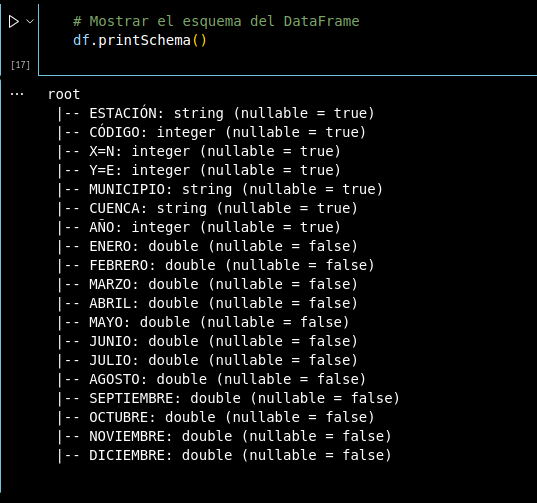 # Mostrar el esquema del DataFrame
df.printSchema()
[17]
... root
|-- ESTACIÓN: string (nullable = true)
|-- CÓDIGO: integer (nullable = true)
|-- X=N: integer (nullable = true)
|-- Y=E: integer (nullable = true)
|-- MUNICIPIO: string (nullable = true)
|-- CUENCA: string (nullable = true)
|-- AÑO: integer (nullable = true)
|-- ENERO: double (nullable = false)
|-- FEBRERO: double (nullable = false)
|-- MARZO: double (nullable = false)
|-- ABRIL: double (nullable = false)
|-- MAYO: double (nullable = false)
|-- JUNIO: double (nullable = false)
|-- JULIO: double (nullable = false)
|-- AGOSTO: double (nullable = false)
|-- SEPTIEMBRE: double (nullable = false)
|-- OCTUBRE: double (nullable = false)
|-- NOVIEMBRE: double (nullable = false)
|-- DICIEMBRE: double (nullable = false)